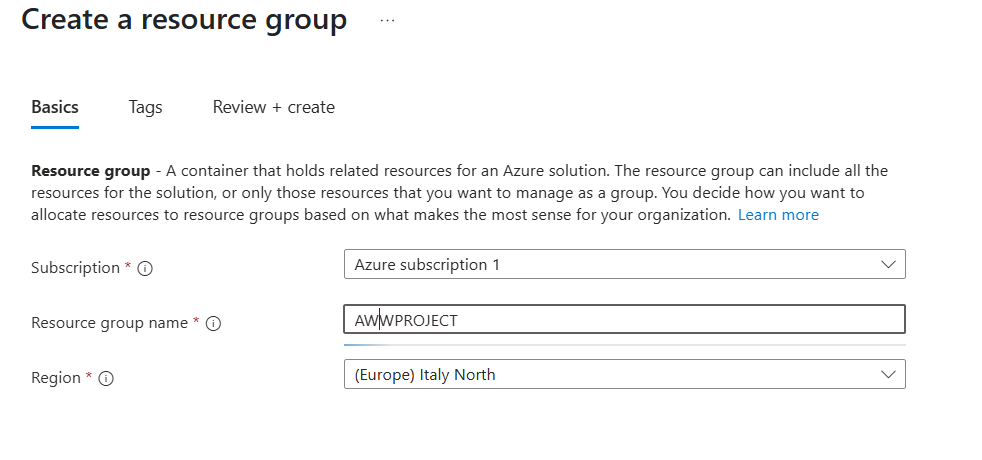 Create a resource group ...
Basics Tags Review + create
Resource group - A container that holds related resources for an Azure solution. The resource group can include all the
resources for the solution, or only those resources that you want to manage as a group. You decide how you want to
allocate resources to resource groups based on what makes the most sense for your organization. Learn more
Subscription * Azure subscription 1
Resource group name * AWWPROJECT
Region * (Europe) Italy North